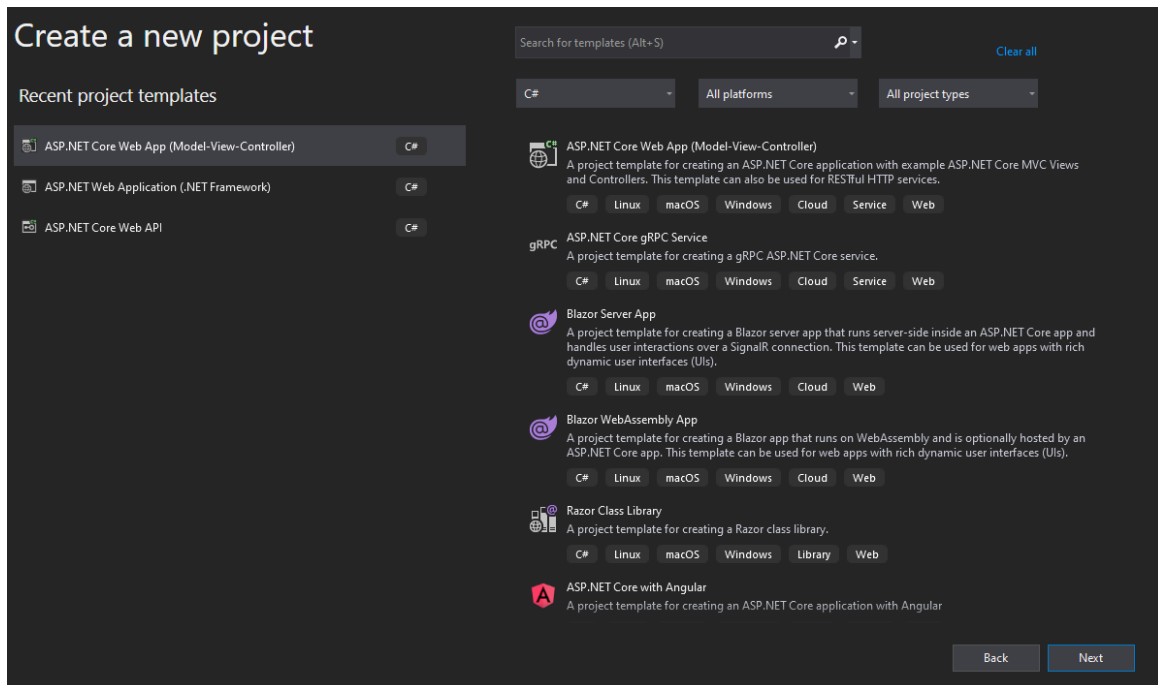 Create a new project
Search for templates (Alt+S)
Clear all
Recent project templates
C#
All platforms
All project types
ASP.NET Core Web App (Model-View-Controller)
C#
ASP.NET Web Application (.NET Framework)
C#
ASP.NET Core Web API
C#
C#
ASP.NET Core Web App (Model-View-Controller)
A project template for creating an ASP.NET Core application with example ASP.NET Core MVC Views
and Controllers. This template can also be used for RESTful HTTP services.
C# Linux macOS Windows Cloud Service Web
gRPC
ASP.NET Core gRPC Service
A project template for creating a gRPC ASP.NET Core service.
C# Linux macOS Windows Cloud Service Web
Blazor Server App
A project template for creating a Blazor server app that runs server-side inside an ASP.NET Core app and
handles user interactions over a SignalR connection. This template can be used for web apps with rich
dynamic user interfaces (UIs).
C# Linux macOS Windows Cloud Web
Blazor WebAssembly App
A project template for creating a Blazor app that runs on WebAssembly and is optionally hosted by an
ASP.NET Core app. This template can be used for web apps with rich dynamic user interfaces (UIs).
C# Linux macOS Windows Cloud Web
Razor Class Library
A project template for creating a Razor class library.
C# Linux macOS Windows Library Web
ASP.NET Core with Angular
A project template for creating an ASP.NET Core application with Angular
Back
Next